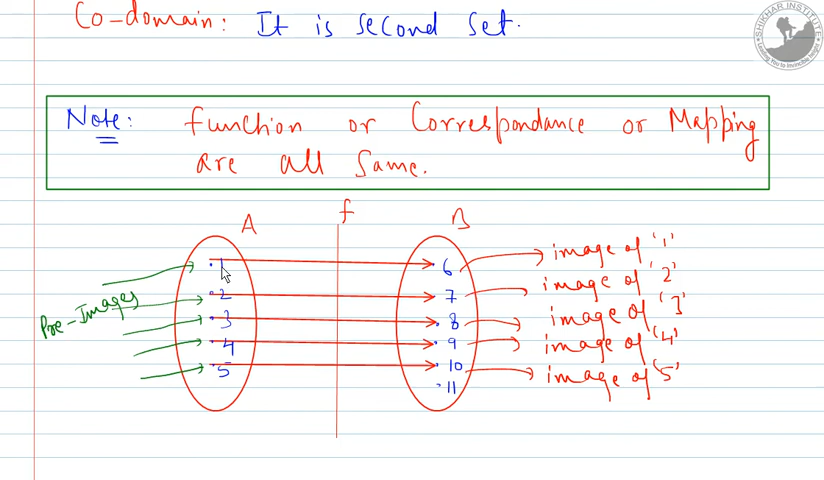 Co-domain: It is second set.
SHIKHAR INSTITUTE
Note: Function or Correspondance or Mapping
are all Same.
A f B
Pre-Images
1 6 image of '1'
2 7 image of '2'
3 8 image of '3'
4 9 image of '4'
5 10 image of '5'
11